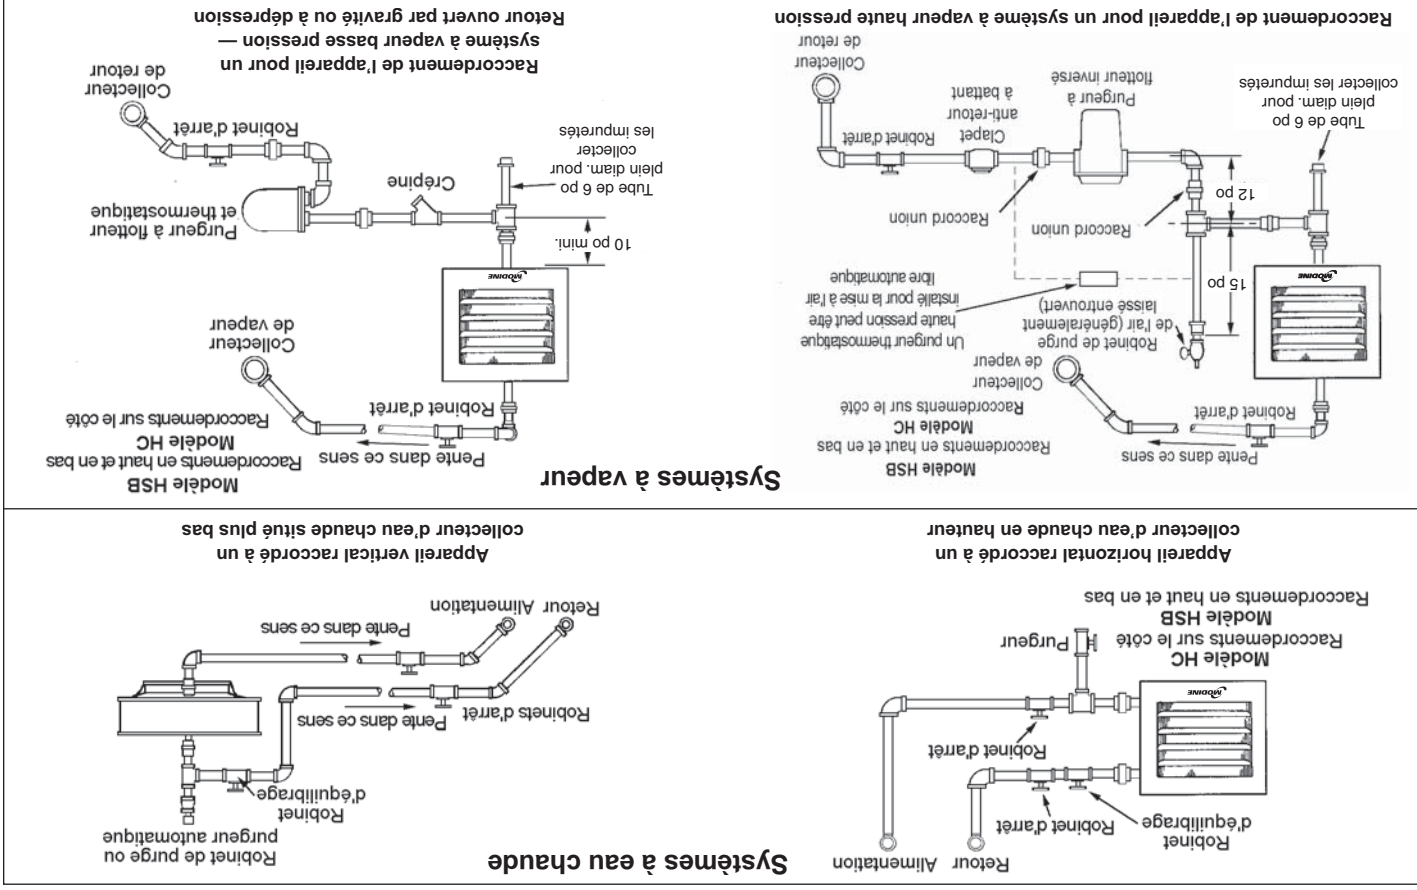 Systèmes à eau chaude
Retour
Alimentation
Robinet
d'équilibrage
Robinet d'arrêt
Robinet d'arrêt
MODINE
Purgeur
Modèle HC
Raccordements sur le côté
Modèle HSB
Raccordements en haut et en bas
Appareil horizontal raccordé à un
collecteur d'eau chaude en hauteur
Robinet de purge ou
purgeur automatique
Robinet
d'équilibrage
Robinets d'arrêt
Pente dans ce sens
Pente dans ce sens
Retour
Alimentation
Appareil vertical raccordé à un
collecteur d'eau chaude situé plus bas
Systèmes à vapeur
Modèle HSB
Raccordements en haut et en bas
Modèle HC
Raccordements sur le côté
Pente dans ce sens
Robinet d'arrêt
Collecteur
de vapeur
Robinet de purge
de l'air (généralement
laissé entrouvert)
Un purgeur thermostatique
haute pression peut être
installé pour la mise à l'air
libre automatique
MODINE
15 po
12 po
Raccord union
Raccord union
Tube de 6 po
plein diam. pour
collecter les impuretés
Purgeur à
flotteur inversé
Clapet
anti-retour
à battant
Robinet d'arrêt
Collecteur
de retour
Raccordement de l'appareil pour un système à vapeur haute pression
Modèle HSB
Raccordements en haut et en bas
Modèle HC
Raccordements sur le côté
Pente dans ce sens
Robinet d'arrêt
Collecteur
de vapeur
MODINE
10 po mini.
Tube de 6 po
plein diam. pour
collecter
les impuretés
Crépine
Purgeur à flotteur
et thermostatique
Robinet d'arrêt
Collecteur
de retour
Raccordement de l'appareil pour un
système à vapeur basse pression —
Retour ouvert par gravité ou à dépression